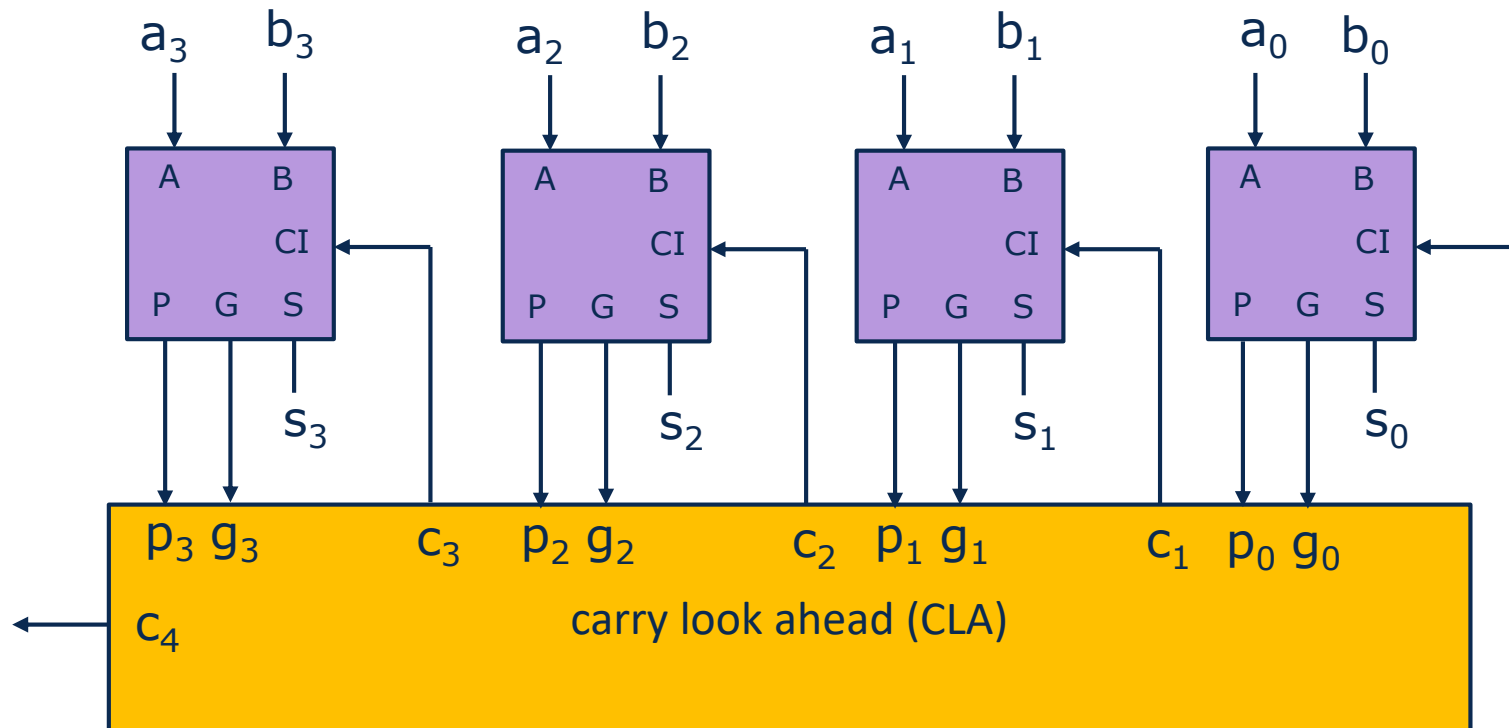 a₃ b₃ a₂ b₂ a₁ b₁ a₀ b₀
A B A B A B A B
CI CI CI CI
P G S P G S P G S P G S
s₃ s₂ s₁ s₀
p₃ g₃ c₃ p₂ g₂ c₂ p₁ g₁ c₁ p₀ g₀
c₄ carry look ahead (CLA)